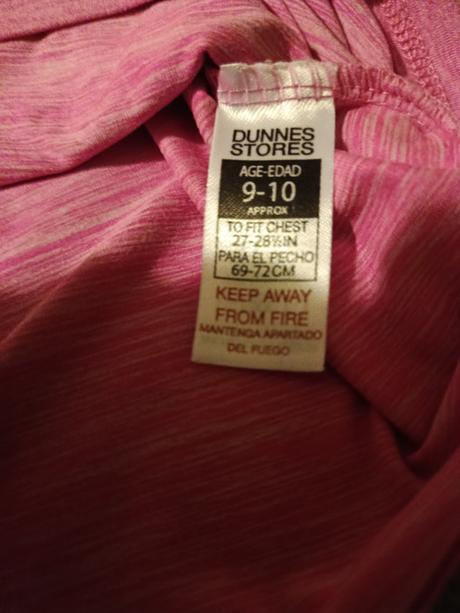 DUNNES
STORES
AGE-EDAD
9-10
APPROX
TO FIT CHEST
27-28½IN
PARA EL PECHO
69-72CM
KEEP AWAY
FROM FIRE
MANTENGA APARTADO
DEL FUEGO